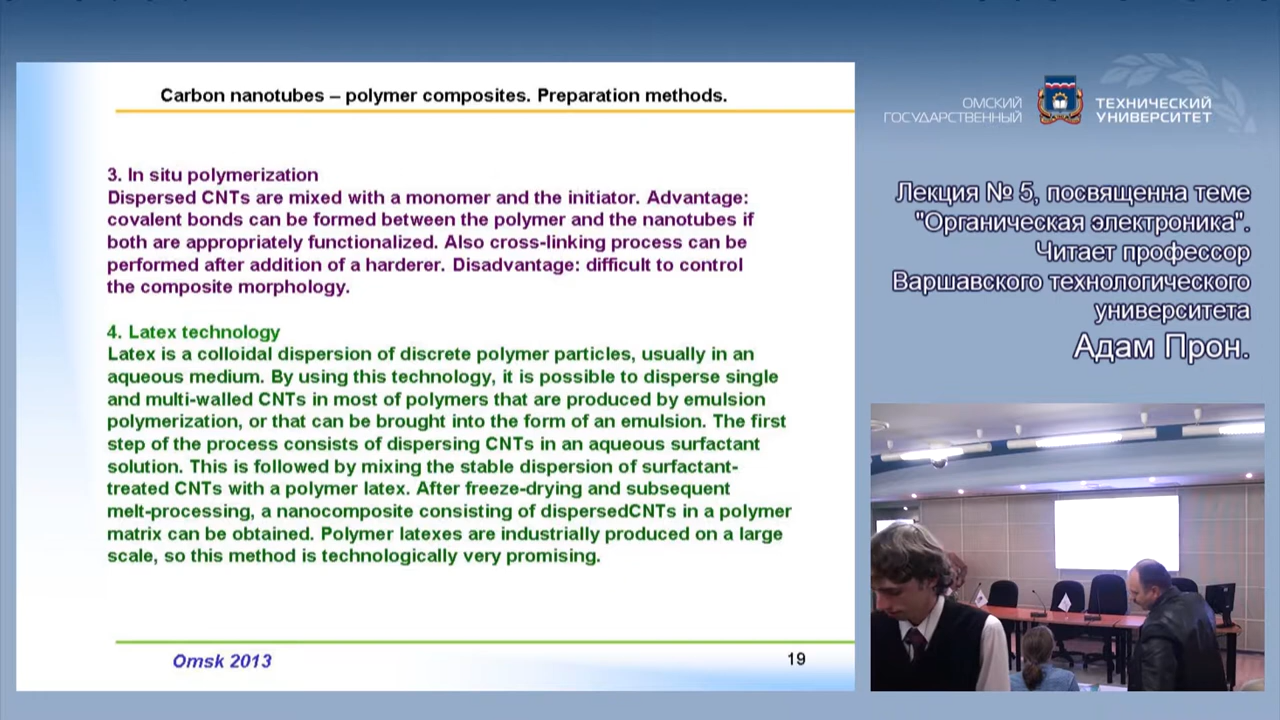 Carbon nanotubes – polymer composites. Preparation methods.
3. In situ polymerization
Dispersed CNTs are mixed with a monomer and the initiator. Advantage:
covalent bonds can be formed between the polymer and the nanotubes if
both are appropriately functionalized. Also cross-linking process can be
performed after addition of a harderer. Disadvantage: difficult to control
the composite morphology.
4. Latex technology
Latex is a colloidal dispersion of discrete polymer particles, usually in an
aqueous medium. By using this technology, it is possible to disperse single
and multi-walled CNTs in most of polymers that are produced by emulsion
polymerization, or that can be brought into the form of an emulsion. The first
step of the process consists of dispersing CNTs in an aqueous surfactant
solution. This is followed by mixing the stable dispersion of surfactant-
treated CNTs with a polymer latex. After freeze-drying and subsequent
melt-processing, a nanocomposite consisting of dispersedCNTs in a polymer
matrix can be obtained. Polymer latexes are industrially produced on a large
scale, so this method is technologically very promising.
Omsk 2013
19
ОМСКИЙ
ГОСУДАРСТВЕННЫЙ
ТЕХНИЧЕСКИЙ
УНИВЕРСИТЕТ
Лекция № 5, посвященна теме
"Органическая электроника".
Читает профессор
Варшавского технологического
университета
Адам Прон.